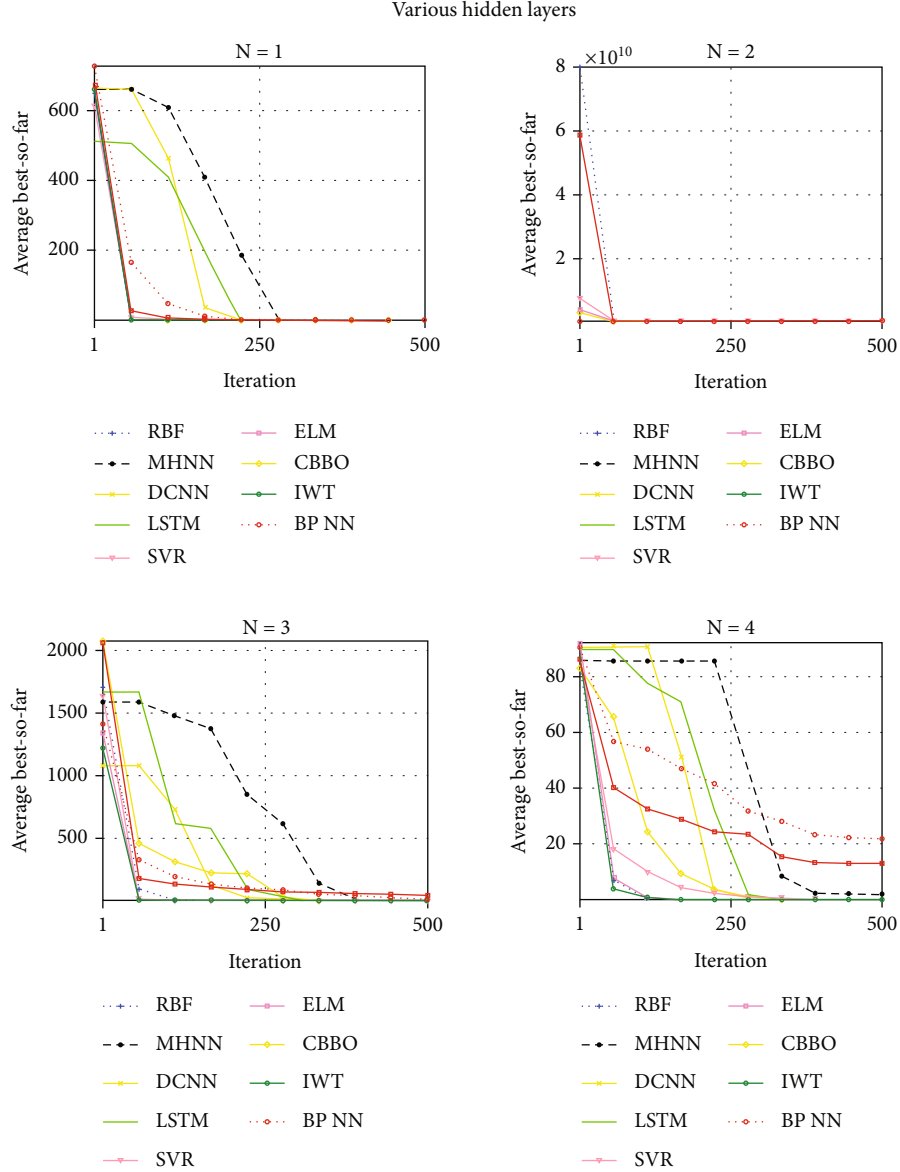 Various hidden layers
N = 1
Average best-so-far
600
400
200
1
250
500
Iteration
RBF
MHNN
DCNN
LSTM
SVR
ELM
CBBO
IWT
BP NN
N = 2
×10^10
Average best-so-far
8
6
4
2
0
1
250
500
Iteration
RBF
MHNN
DCNN
LSTM
SVR
ELM
CBBO
IWT
BP NN
N = 3
Average best-so-far
2000
1500
1000
500
1
250
500
Iteration
RBF
MHNN
DCNN
LSTM
SVR
ELM
CBBO
IWT
BP NN
N = 4
Average best-so-far
80
60
40
20
1
250
500
Iteration
RBF
MHNN
DCNN
LSTM
SVR
ELM
CBBO
IWT
BP NN